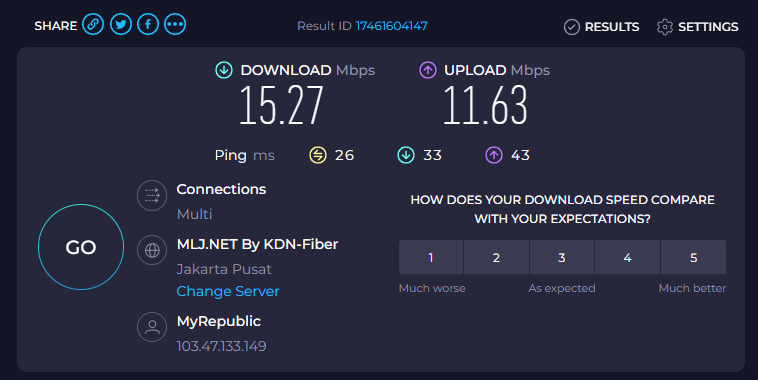 SHARE
Result ID 17461604147
RESULTS
SETTINGS
DOWNLOAD Mbps
15.27
UPLOAD Mbps
11.63
Ping ms 26 33 43
Connections
Multi
MLJ.NET By KDN-Fiber
Jakarta Pusat
Change Server
MyRepublic
103.47.133.149
GO
HOW DOES YOUR DOWNLOAD SPEED COMPARE
WITH YOUR EXPECTATIONS?
1 2 3 4 5
Much worse As expected Much better